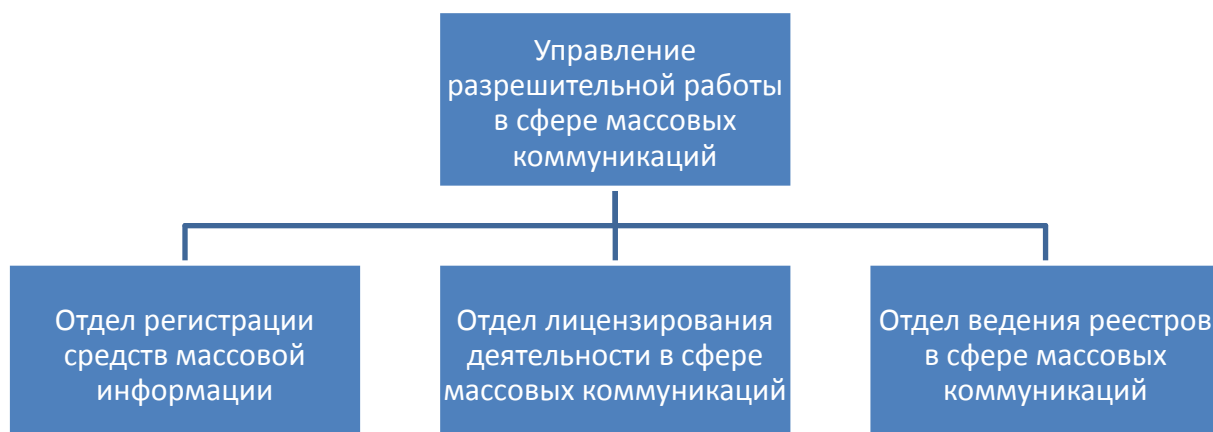 Управление
разрешительной работы
в сфере массовых
коммуникаций
Отдел регистрации
средств массовой
информации
Отдел лицензирования
деятельности в сфере
массовых коммуникаций
Отдел ведения реестров
в сфере массовых
коммуникаций